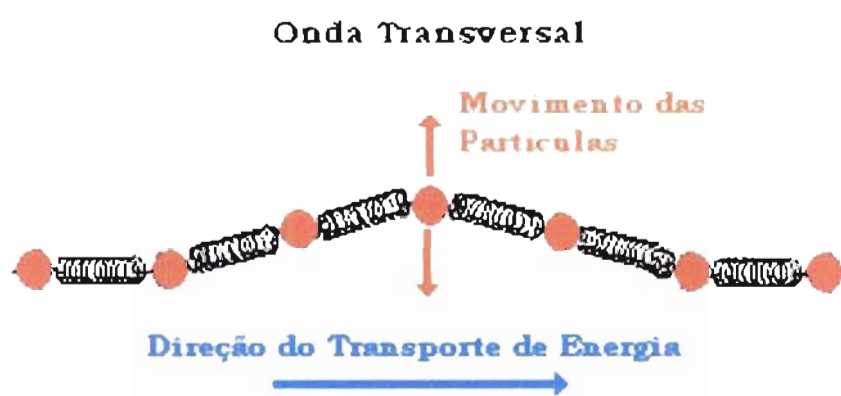 Onda Transversal
Movimento das
Particulas
Direção do Transporte de Energia